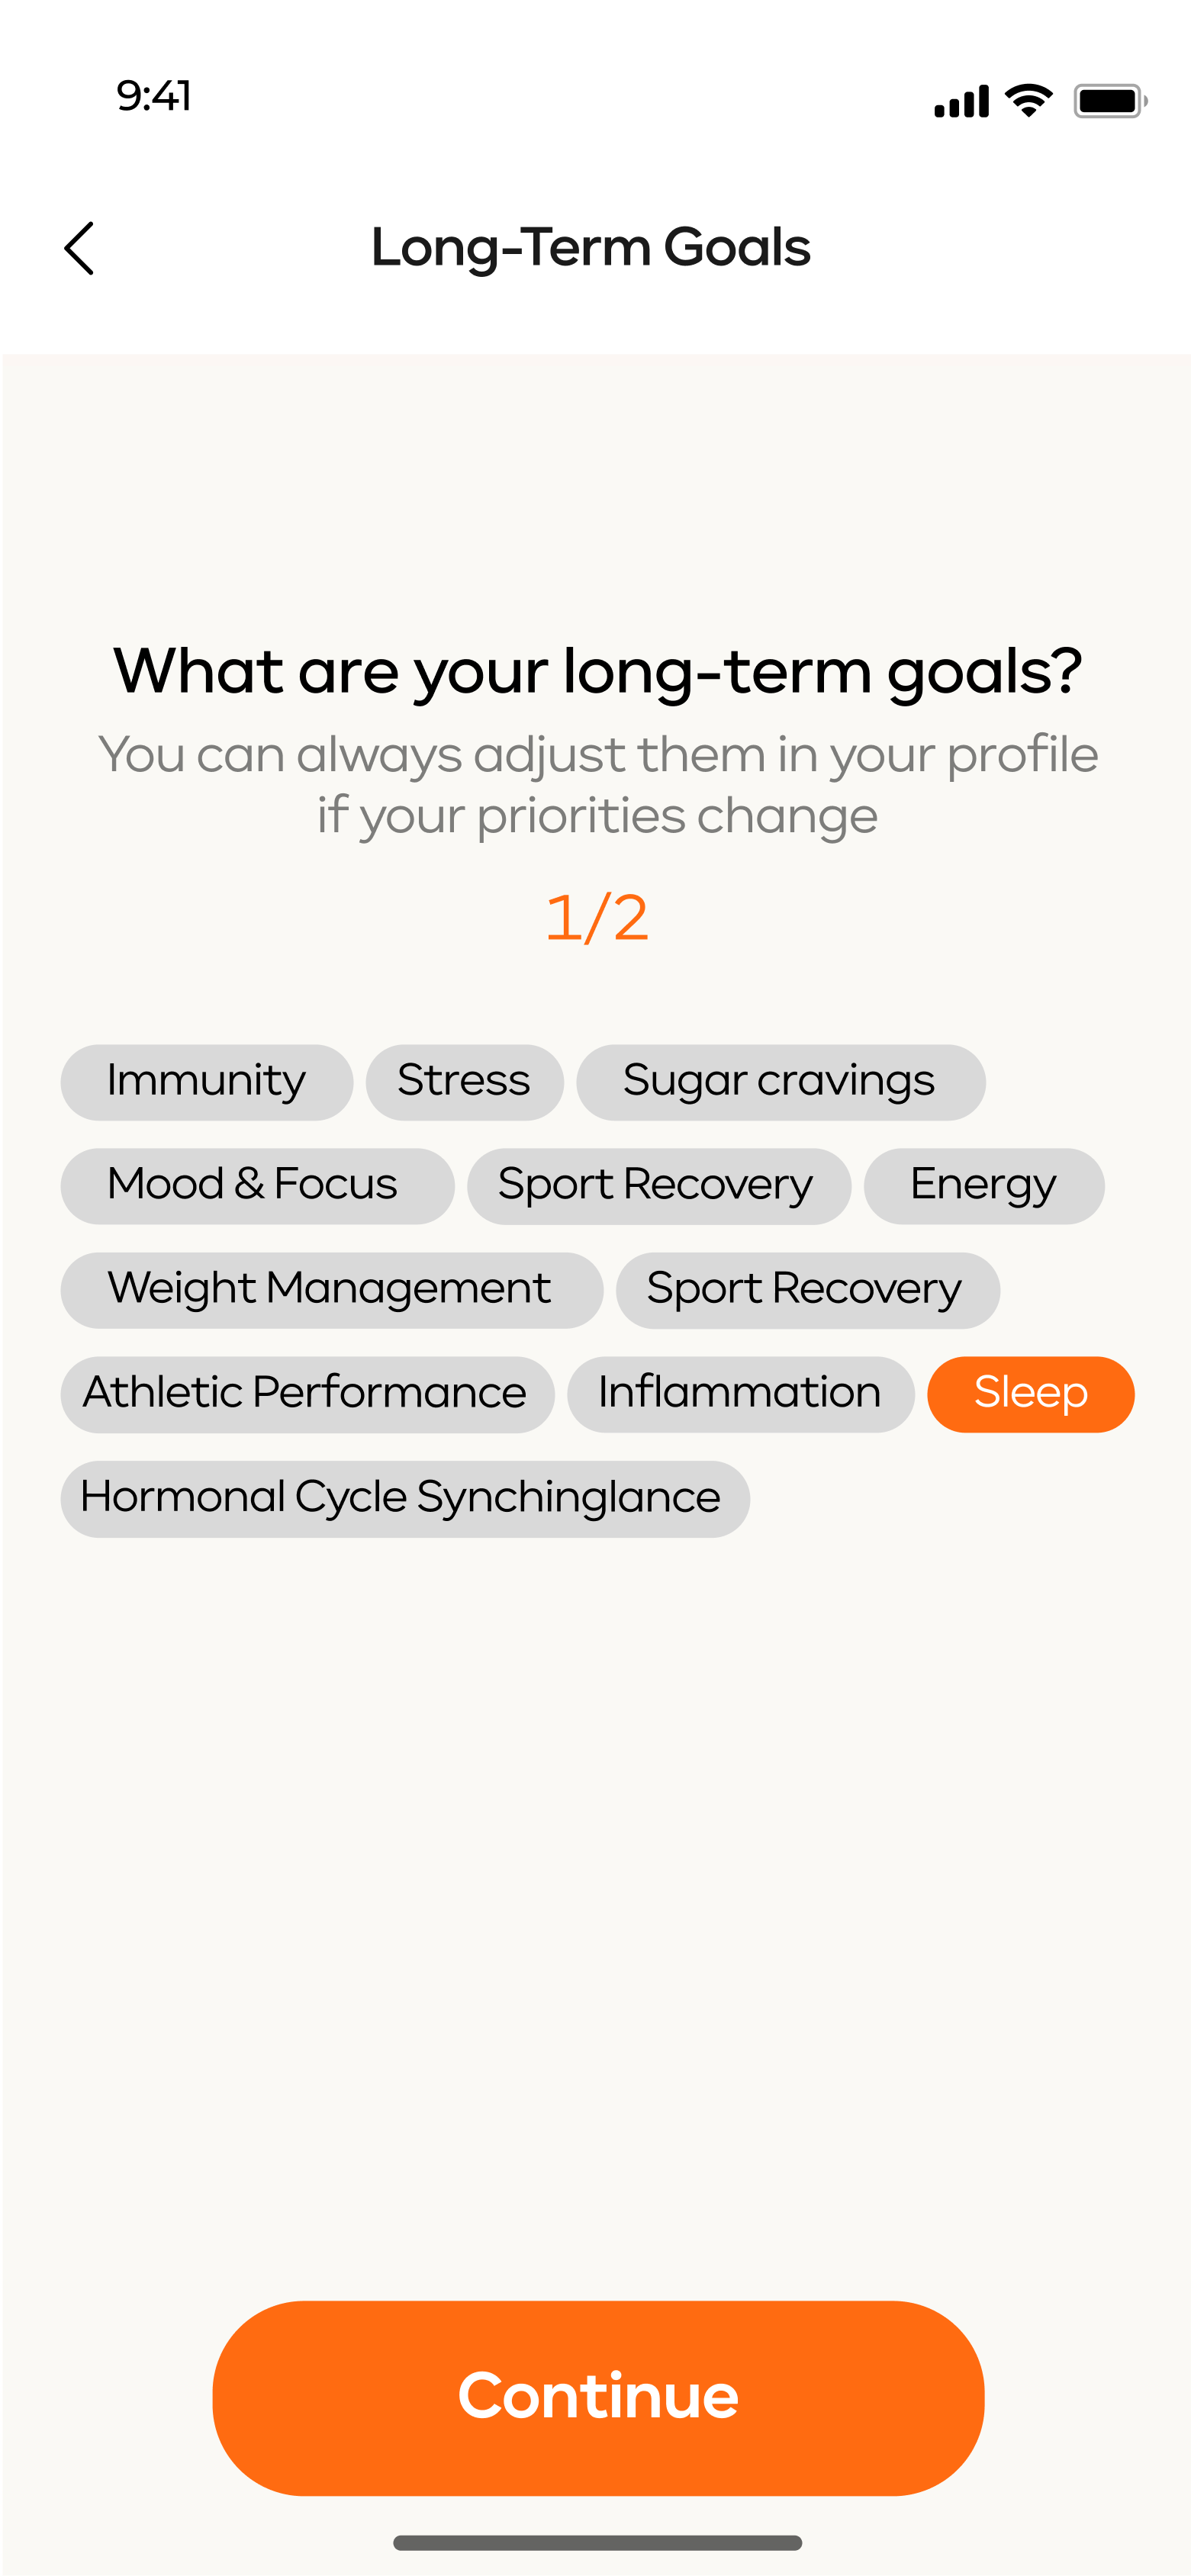 9:41
Long-Term Goals
What are your long-term goals?
You can always adjust them in your profile
if your priorities change
1/2
Immunity Stress Sugar cravings
Mood & Focus Sport Recovery Energy
Weight Management Sport Recovery
Athletic Performance Inflammation Sleep
Hormonal Cycle Synchinglance
Continue